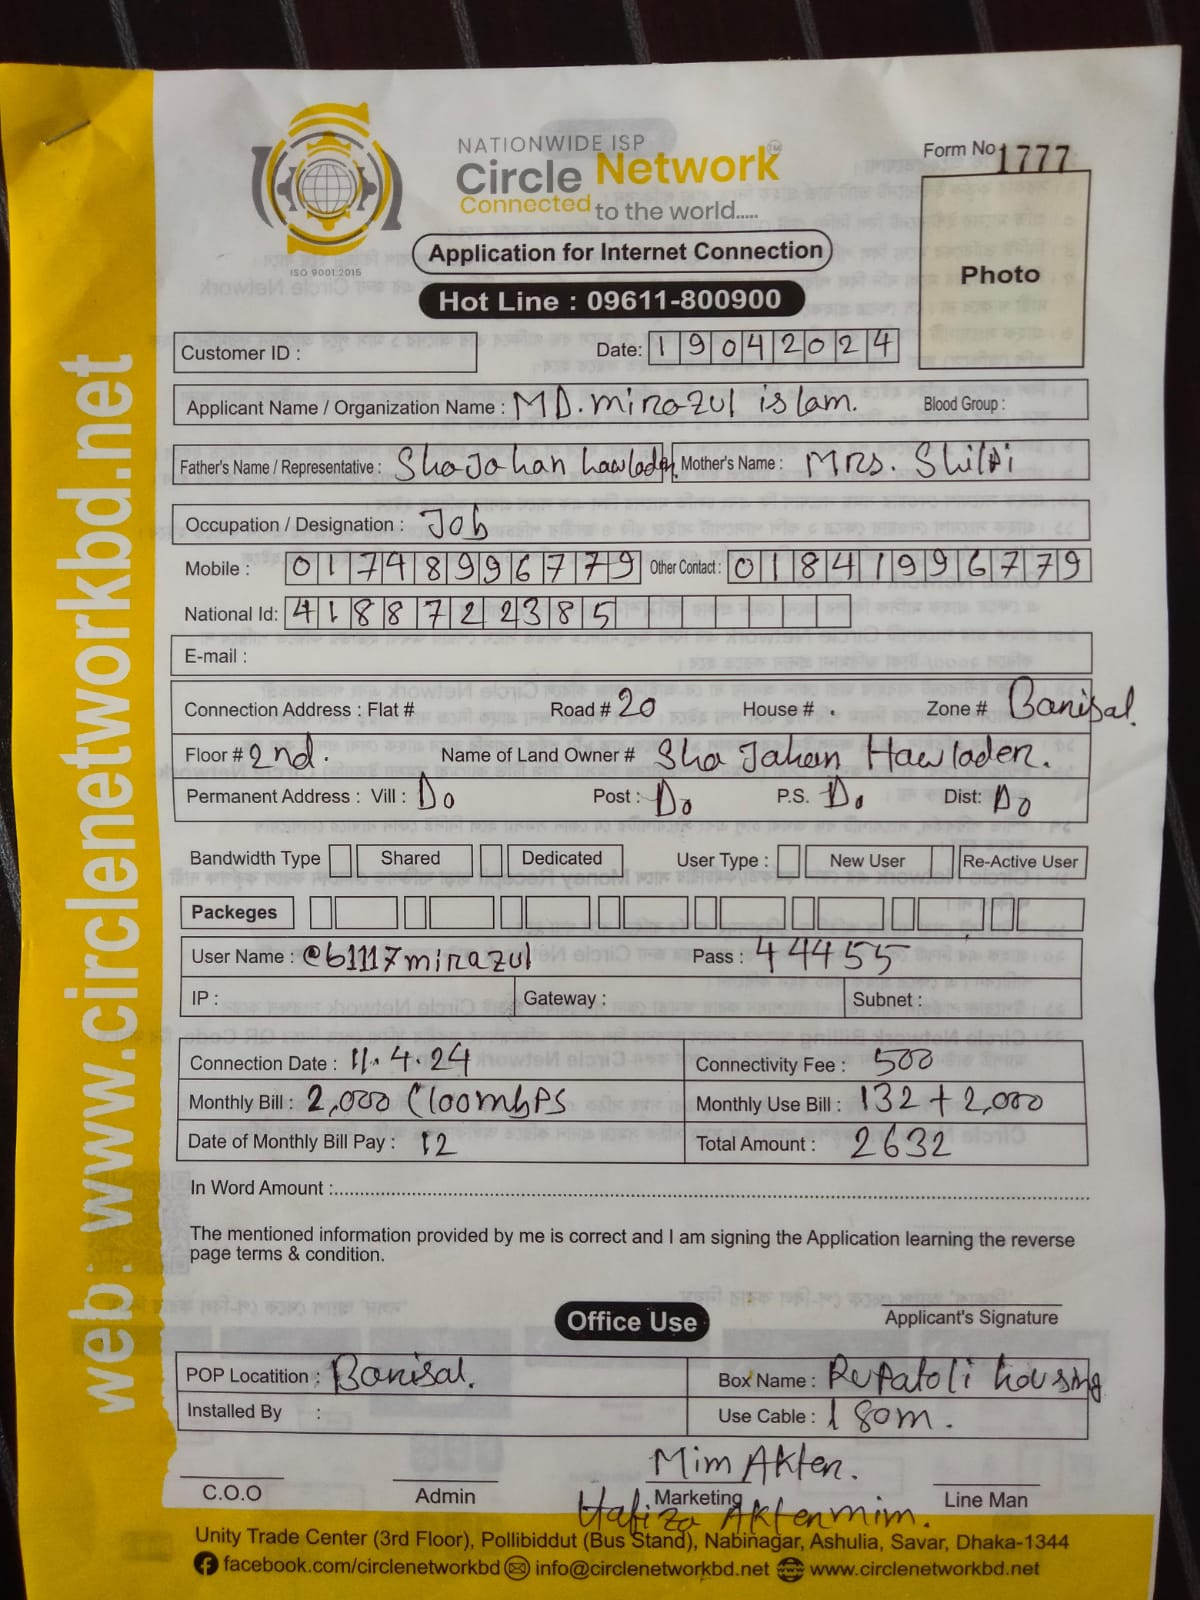 NATIONWIDE ISP
Circle Network TM
Connected to the world.....
ISO 9001:2015
Form No 1777
Photo
Application for Internet Connection
Hot Line : 09611-800900
Customer ID :
Date: 19042024
Applicant Name / Organization Name : MD. mirazul islam. Blood Group :
Father's Name / Representative : ShaJahan hawlader. Mother's Name : Mrs. Shilpi
Occupation / Designation : Job
Mobile : 01748996779 Other Contact : 01841996779
National Id: 4188722385
E-mail :
Connection Address : Flat # Road # 20 House # . Zone # Barisal.
Floor # 2nd. Name of Land Owner # Sha Jahan Hawlader.
Permanent Address : Vill : Do Post : Do P.S. Do Dist: Do
Bandwidth Type Shared Dedicated User Type : New User Re-Active User
Packeges
User Name : @61117mirazul Pass : 44455
IP : Gateway : Subnet :
Connection Date : 11.4.24 Connectivity Fee : 500
Monthly Bill : 2,000 (100mbPS Monthly Use Bill : 132 + 2,000
Date of Monthly Bill Pay : 12 Total Amount : 2632
In Word Amount :
The mentioned information provided by me is correct and I am signing the Application learning the reverse
page terms & condition.
Applicant's Signature
Office Use
POP Locatition : Barisal. Box Name : Rupatoli housing
Installed By : Use Cable : 180m.
Mim Akter.
C.O.O Admin Marketing Line Man
Hafiza Akter mim.
Unity Trade Center (3rd Floor), Pollibiddut (Bus Stand), Nabinagar, Ashulia, Savar, Dhaka-1344
facebook.com/circlenetworkbd info@circlenetworkbd.net www.circlenetworkbd.net
web : www.circlenetworkbd.net